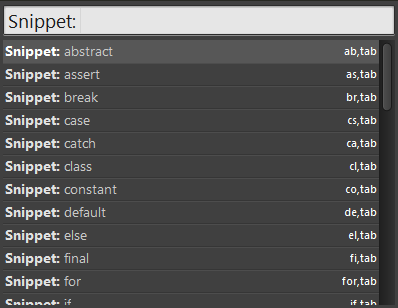 Snippet:
Snippet: abstract ab,tab
Snippet: assert as,tab
Snippet: break br,tab
Snippet: case cs,tab
Snippet: catch ca,tab
Snippet: class cl,tab
Snippet: constant co,tab
Snippet: default de,tab
Snippet: else el,tab
Snippet: final fi,tab
Snippet: for for,tab
Snippet: if if,tab